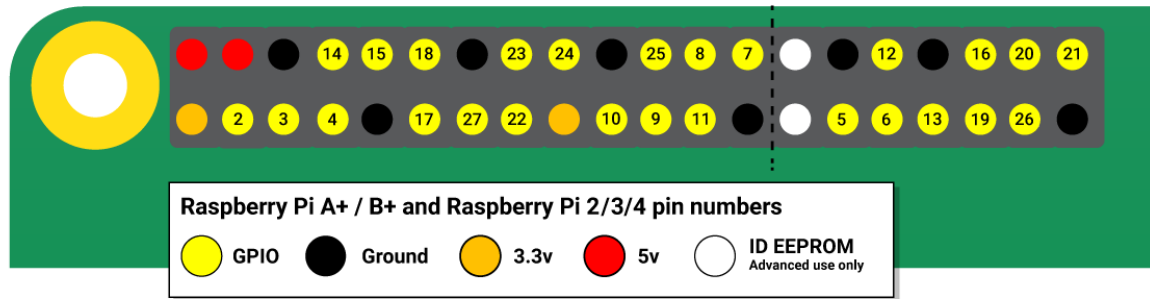 14 15 18 23 24 25 8 7 12 16 20 21
2 3 4 17 27 22 10 9 11 5 6 13 19 26
Raspberry Pi A+ / B+ and Raspberry Pi 2/3/4 pin numbers
GPIO Ground 3.3v 5v ID EEPROM
Advanced use only